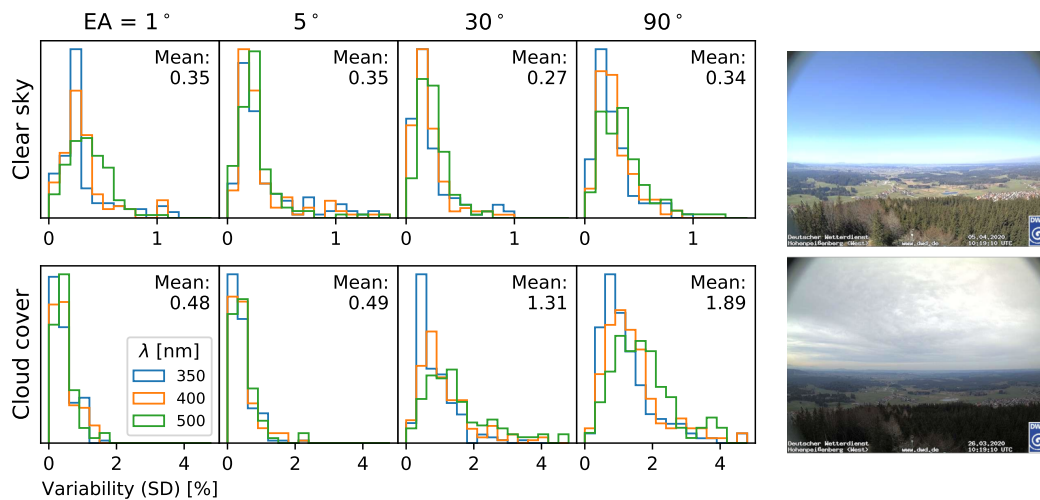 EA = 1° 5° 30° 90°
Clear sky
Mean: 0.35
Mean: 0.35
Mean: 0.27
Mean: 0.34
0 1 0 1 0 1 0 1
Deutscher Wetterdienst 05.04.2020
Hohenpeißenberg (West) www.dwd.de 10:19:10 UTC
DW
Cloud cover
Mean: 0.48
Mean: 0.49
Mean: 1.31
Mean: 1.89
λ [nm]
350
400
500
0 2 4 0 2 4 0 2 4 0 2 4
Variability (SD) [%]
Deutscher Wetterdienst 26.03.2020
Hohenpeißenberg (West) www.dwd.de 10:19:10 UTC
DW